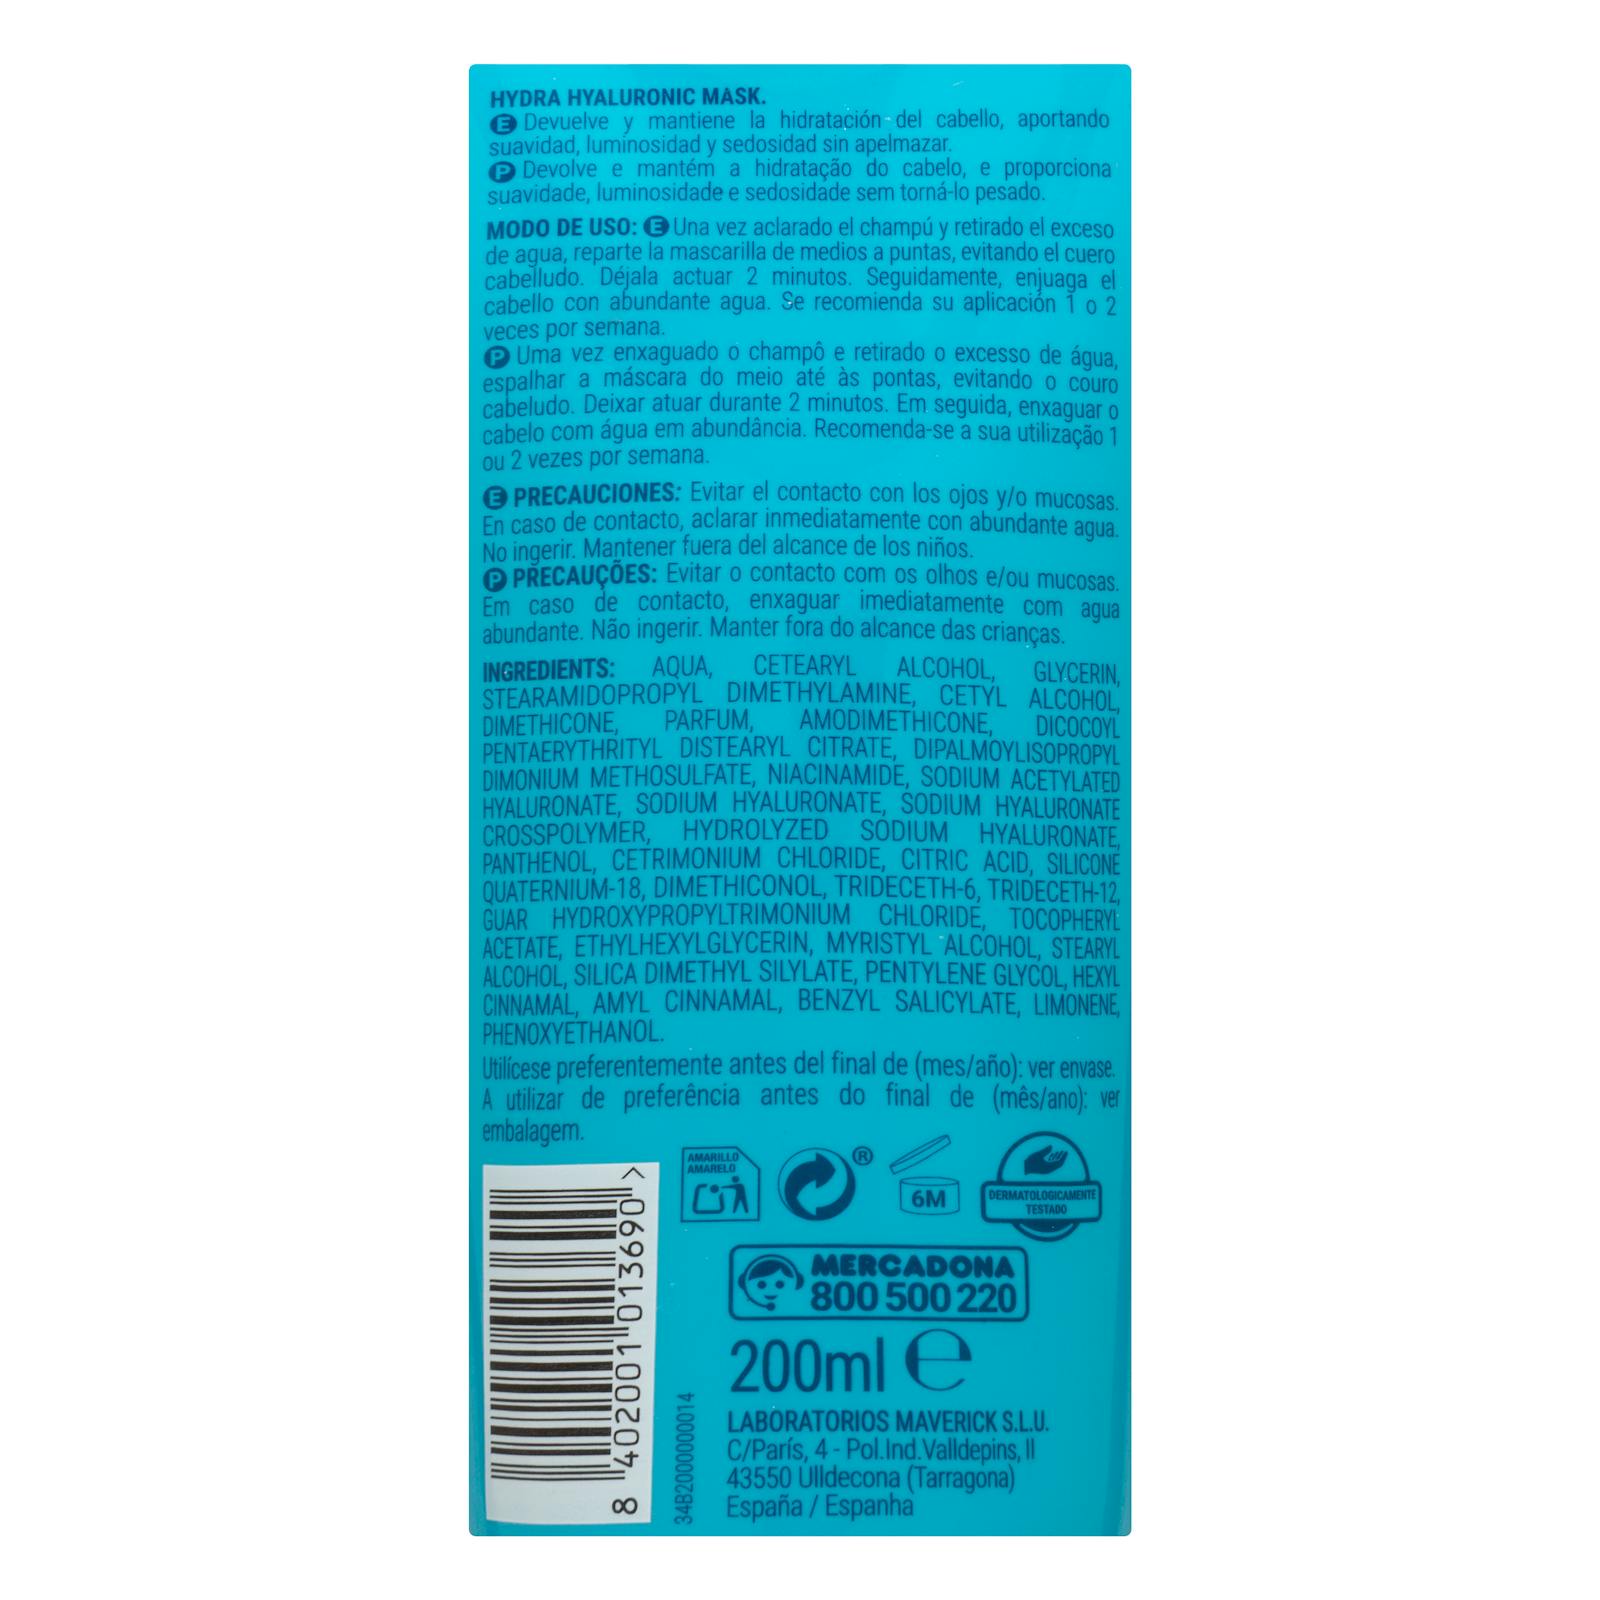 HYDRA HYALURONIC MASK.
E Devuelve y mantiene la hidratación del cabello, aportando
suavidad, luminosidad y sedosidad sin apelmazar.
P Devolve e mantém a hidratação do cabelo, e proporciona
suavidade, luminosidade e sedosidade sem torná-lo pesado.
MODO DE USO: E Una vez aclarado el champú y retirado el exceso
de agua, reparte la mascarilla de medios a puntas, evitando el cuero
cabelludo. Déjala actuar 2 minutos. Seguidamente, enjuaga el
cabello con abundante agua. Se recomienda su aplicación 1 o 2
veces por semana.
P Uma vez enxaguado o champô e retirado o excesso de água,
espalhar a máscara do meio até às pontas, evitando o couro
cabeludo. Deixar atuar durante 2 minutos. Em seguida, enxaguar o
cabelo com água em abundância. Recomenda-se a sua utilização 1
ou 2 vezes por semana.
E PRECAUCIONES: Evitar el contacto con los ojos y/o mucosas.
En caso de contacto, aclarar inmediatamente con abundante agua.
No ingerir. Mantener fuera del alcance de los niños.
P PRECAUÇÕES: Evitar o contacto com os olhos e/ou mucosas.
Em caso de contacto, enxaguar imediatamente com agua
abundante. Não ingerir. Manter fora do alcance das crianças.
INGREDIENTS: AQUA, CETEARYL ALCOHOL, GLYCERIN,
STEARAMIDOPROPYL DIMETHYLAMINE, CETYL ALCOHOL,
DIMETHICONE, PARFUM, AMODIMETHICONE, DICOCOYL
PENTAERYTHRITYL DISTEARYL CITRATE, DIPALMOYLISOPROPYL
DIMONIUM METHOSULFATE, NIACINAMIDE, SODIUM ACETYLATED
HYALURONATE, SODIUM HYALURONATE, SODIUM HYALURONATE
CROSSPOLYMER, HYDROLYZED SODIUM HYALURONATE,
PANTHENOL, CETRIMONIUM CHLORIDE, CITRIC ACID, SILICONE
QUATERNIUM-18, DIMETHICONOL, TRIDECETH-6, TRIDECETH-12,
GUAR HYDROXYPROPYLTRIMONIUM CHLORIDE, TOCOPHERYL
ACETATE, ETHYLHEXYLGLYCERIN, MYRISTYL ALCOHOL, STEARYL
ALCOHOL, SILICA DIMETHYL SILYLATE, PENTYLENE GLYCOL, HEXYL
CINNAMAL, AMYL CINNAMAL, BENZYL SALICYLATE, LIMONENE,
PHENOXYETHANOL.
Utilícese preferentemente antes del final de (mes/año): ver envase.
A utilizar de preferência antes do final de (mês/ano): ver
embalagem.
AMARILLO
AMARELO
®
6M
DERMATOLOGICAMENTE
TESTADO
MERCADONA
800 500 220
200ml e
LABORATORIOS MAVERICK S.L.U.
C/París, 4 - Pol.Ind.Valldepins, II
43550 Ulldecona (Tarragona)
España / Espanha
8 402001 013690 >
34B2000000014